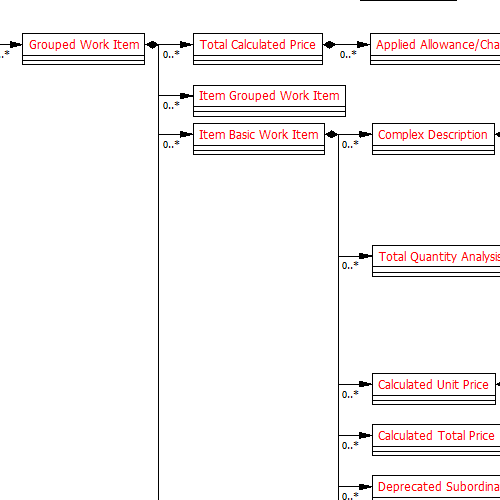 Grouped Work Item
Total Calculated Price
Applied Allowance/Cha
..*
0..*
0..*
Item Grouped Work Item
0..*
Item Basic Work Item
Complex Description
0..*
0..*
Total Quantity Analysis
0..*
Calculated Unit Price
0..*
Calculated Total Price
0..*
Deprecated Subordina
0..*